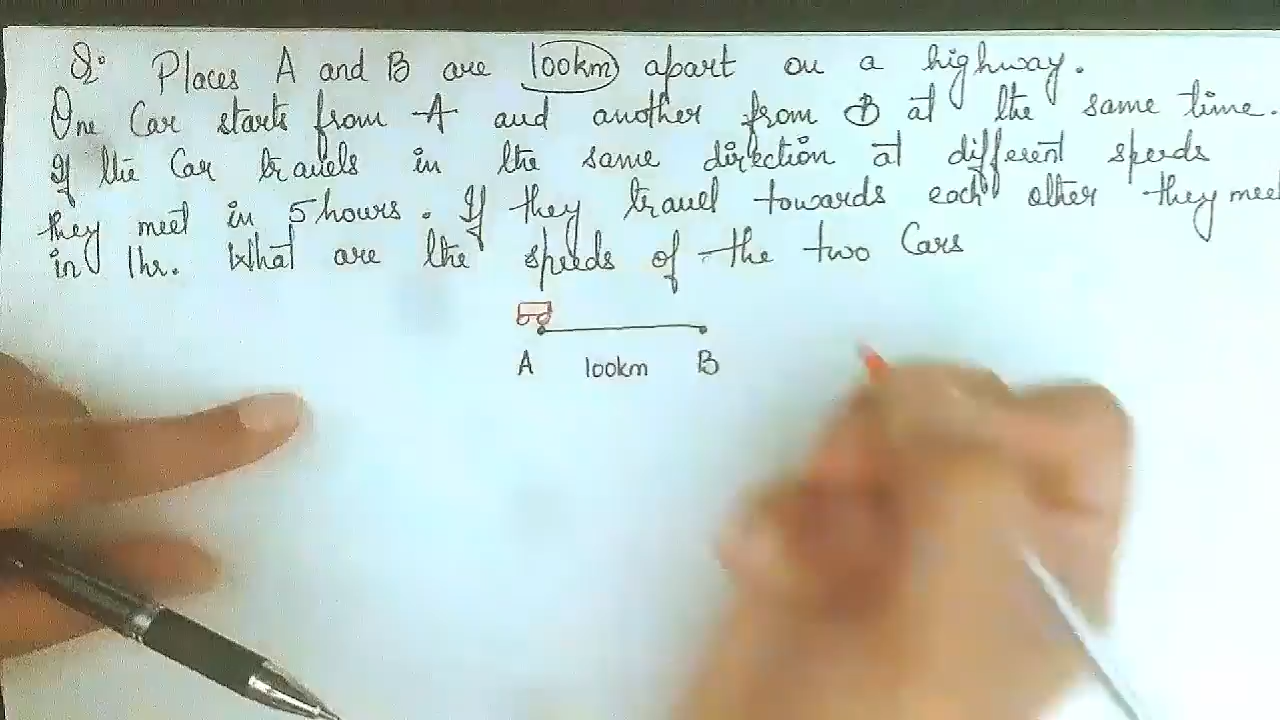 Q: Places A and B are 100km apart on a highway.
One Car starts from A and another from B at the same time.
If the Car travels in the same direction at different speeds
they meet in 5 hours. If they travel towards each other they meet
in 1hr. What are the speeds of the two Cars
A 100km B